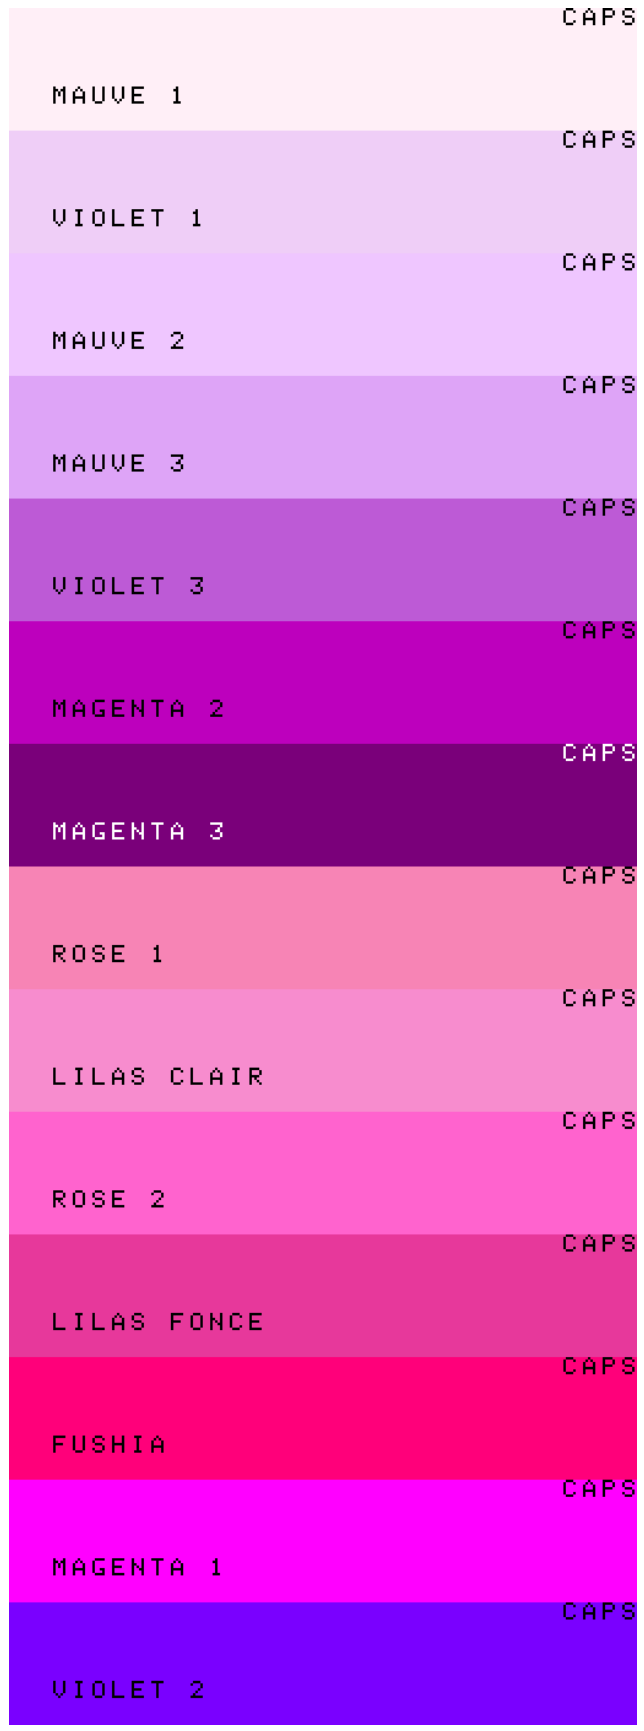 CAPS
MAUVE 1
CAPS
VIOLET 1
CAPS
MAUVE 2
CAPS
MAUVE 3
CAPS
VIOLET 3
CAPS
MAGENTA 2
CAPS
MAGENTA 3
CAPS
ROSE 1
CAPS
LILAS CLAIR
CAPS
ROSE 2
CAPS
LILAS FONCE
CAPS
FUSHIA
CAPS
MAGENTA 1
CAPS
VIOLET 2